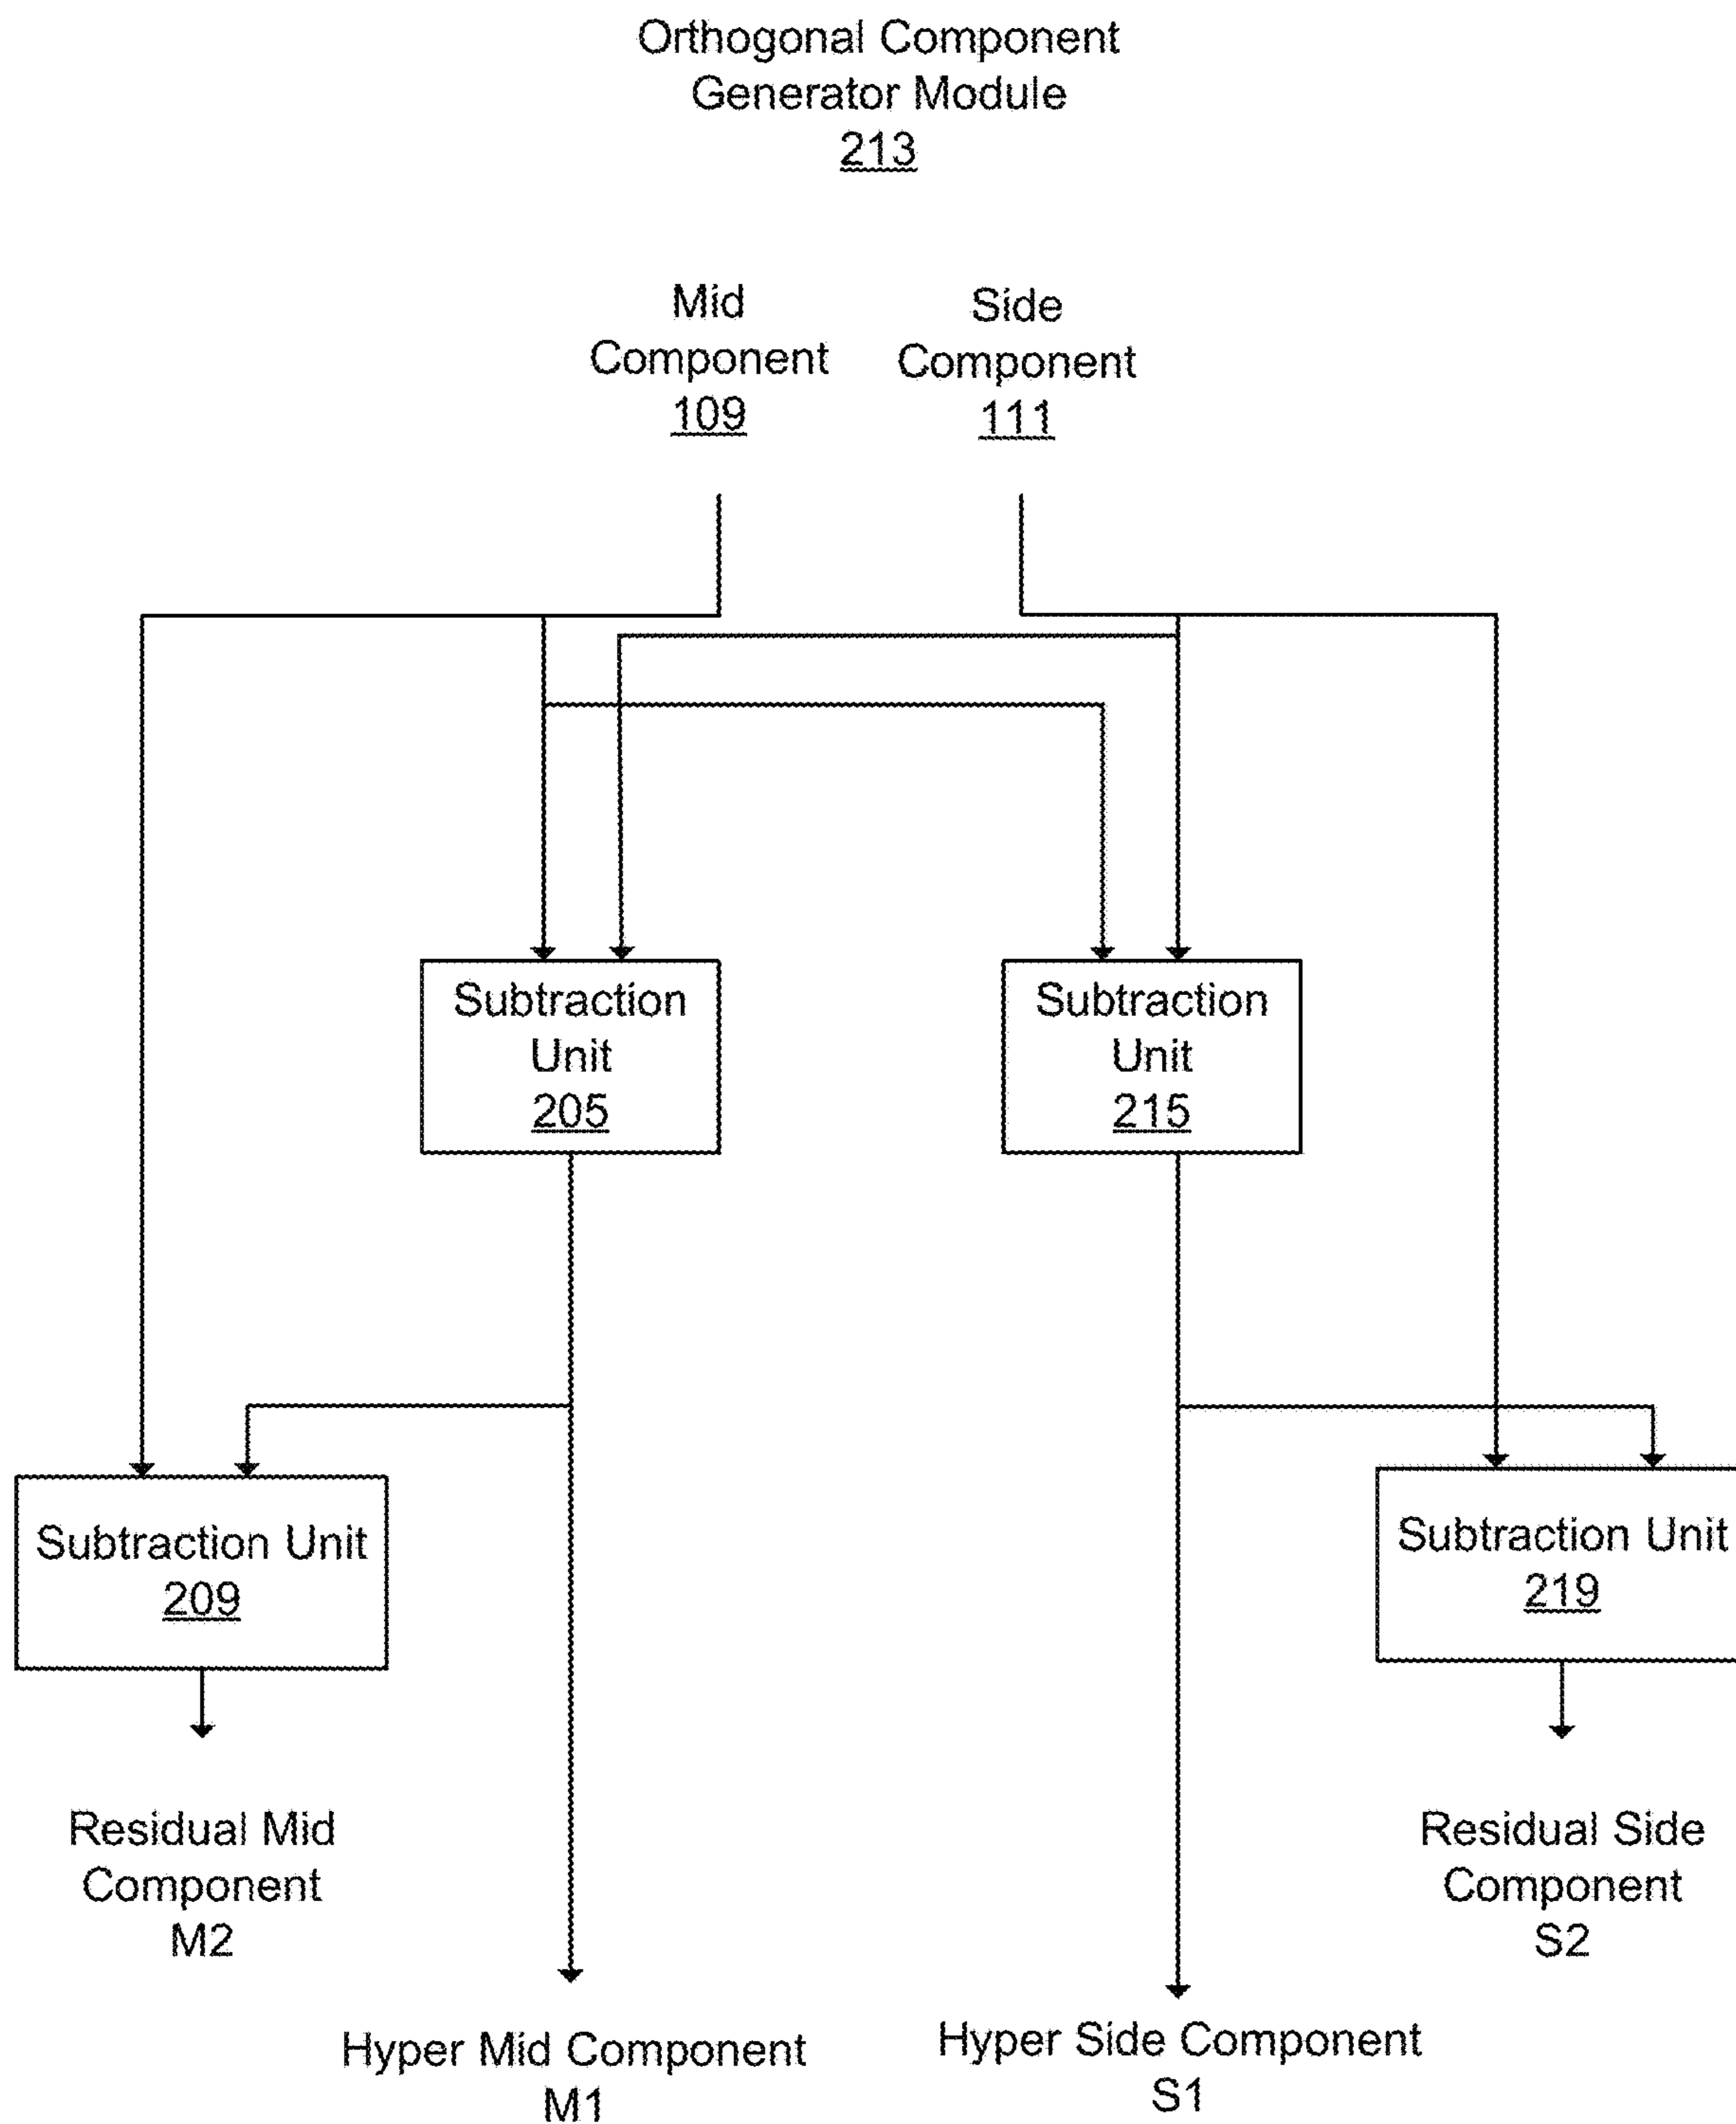 Orthogonal Component
Generator Module
213
Mid
Component
109
Side
Component
111
Subtraction
Unit
205
Subtraction
Unit
215
Subtraction Unit
209
Subtraction Unit
219
Residual Mid
Component
M2
Residual Side
Component
S2
Hyper Mid Component
M1
Hyper Side Component
S1